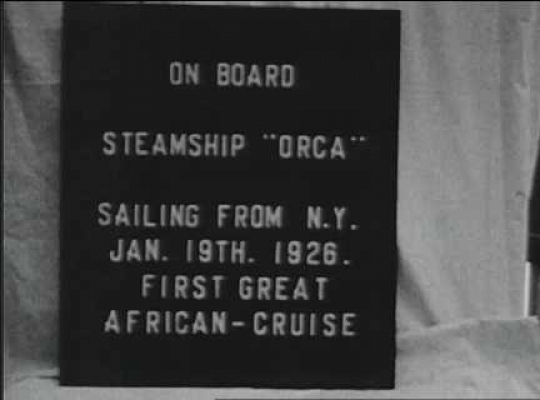 ON BOARD
STEAMSHIP "ORCA"
SAILING FROM N.Y.
JAN. 19TH. 1926.
FIRST GREAT
AFRICAN-CRUISE